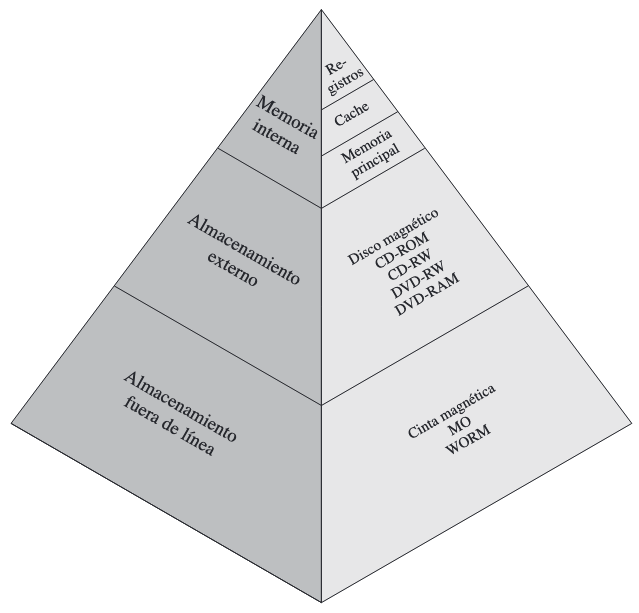 Re-
gistros
Cache
Memoria
principal
Memoria
interna
Disco magnético
CD-ROM
CD-RW
DVD-RW
DVD-RAM
Almacenamiento
externo
Cinta magnética
MO
WORM
Almacenamiento
fuera de línea